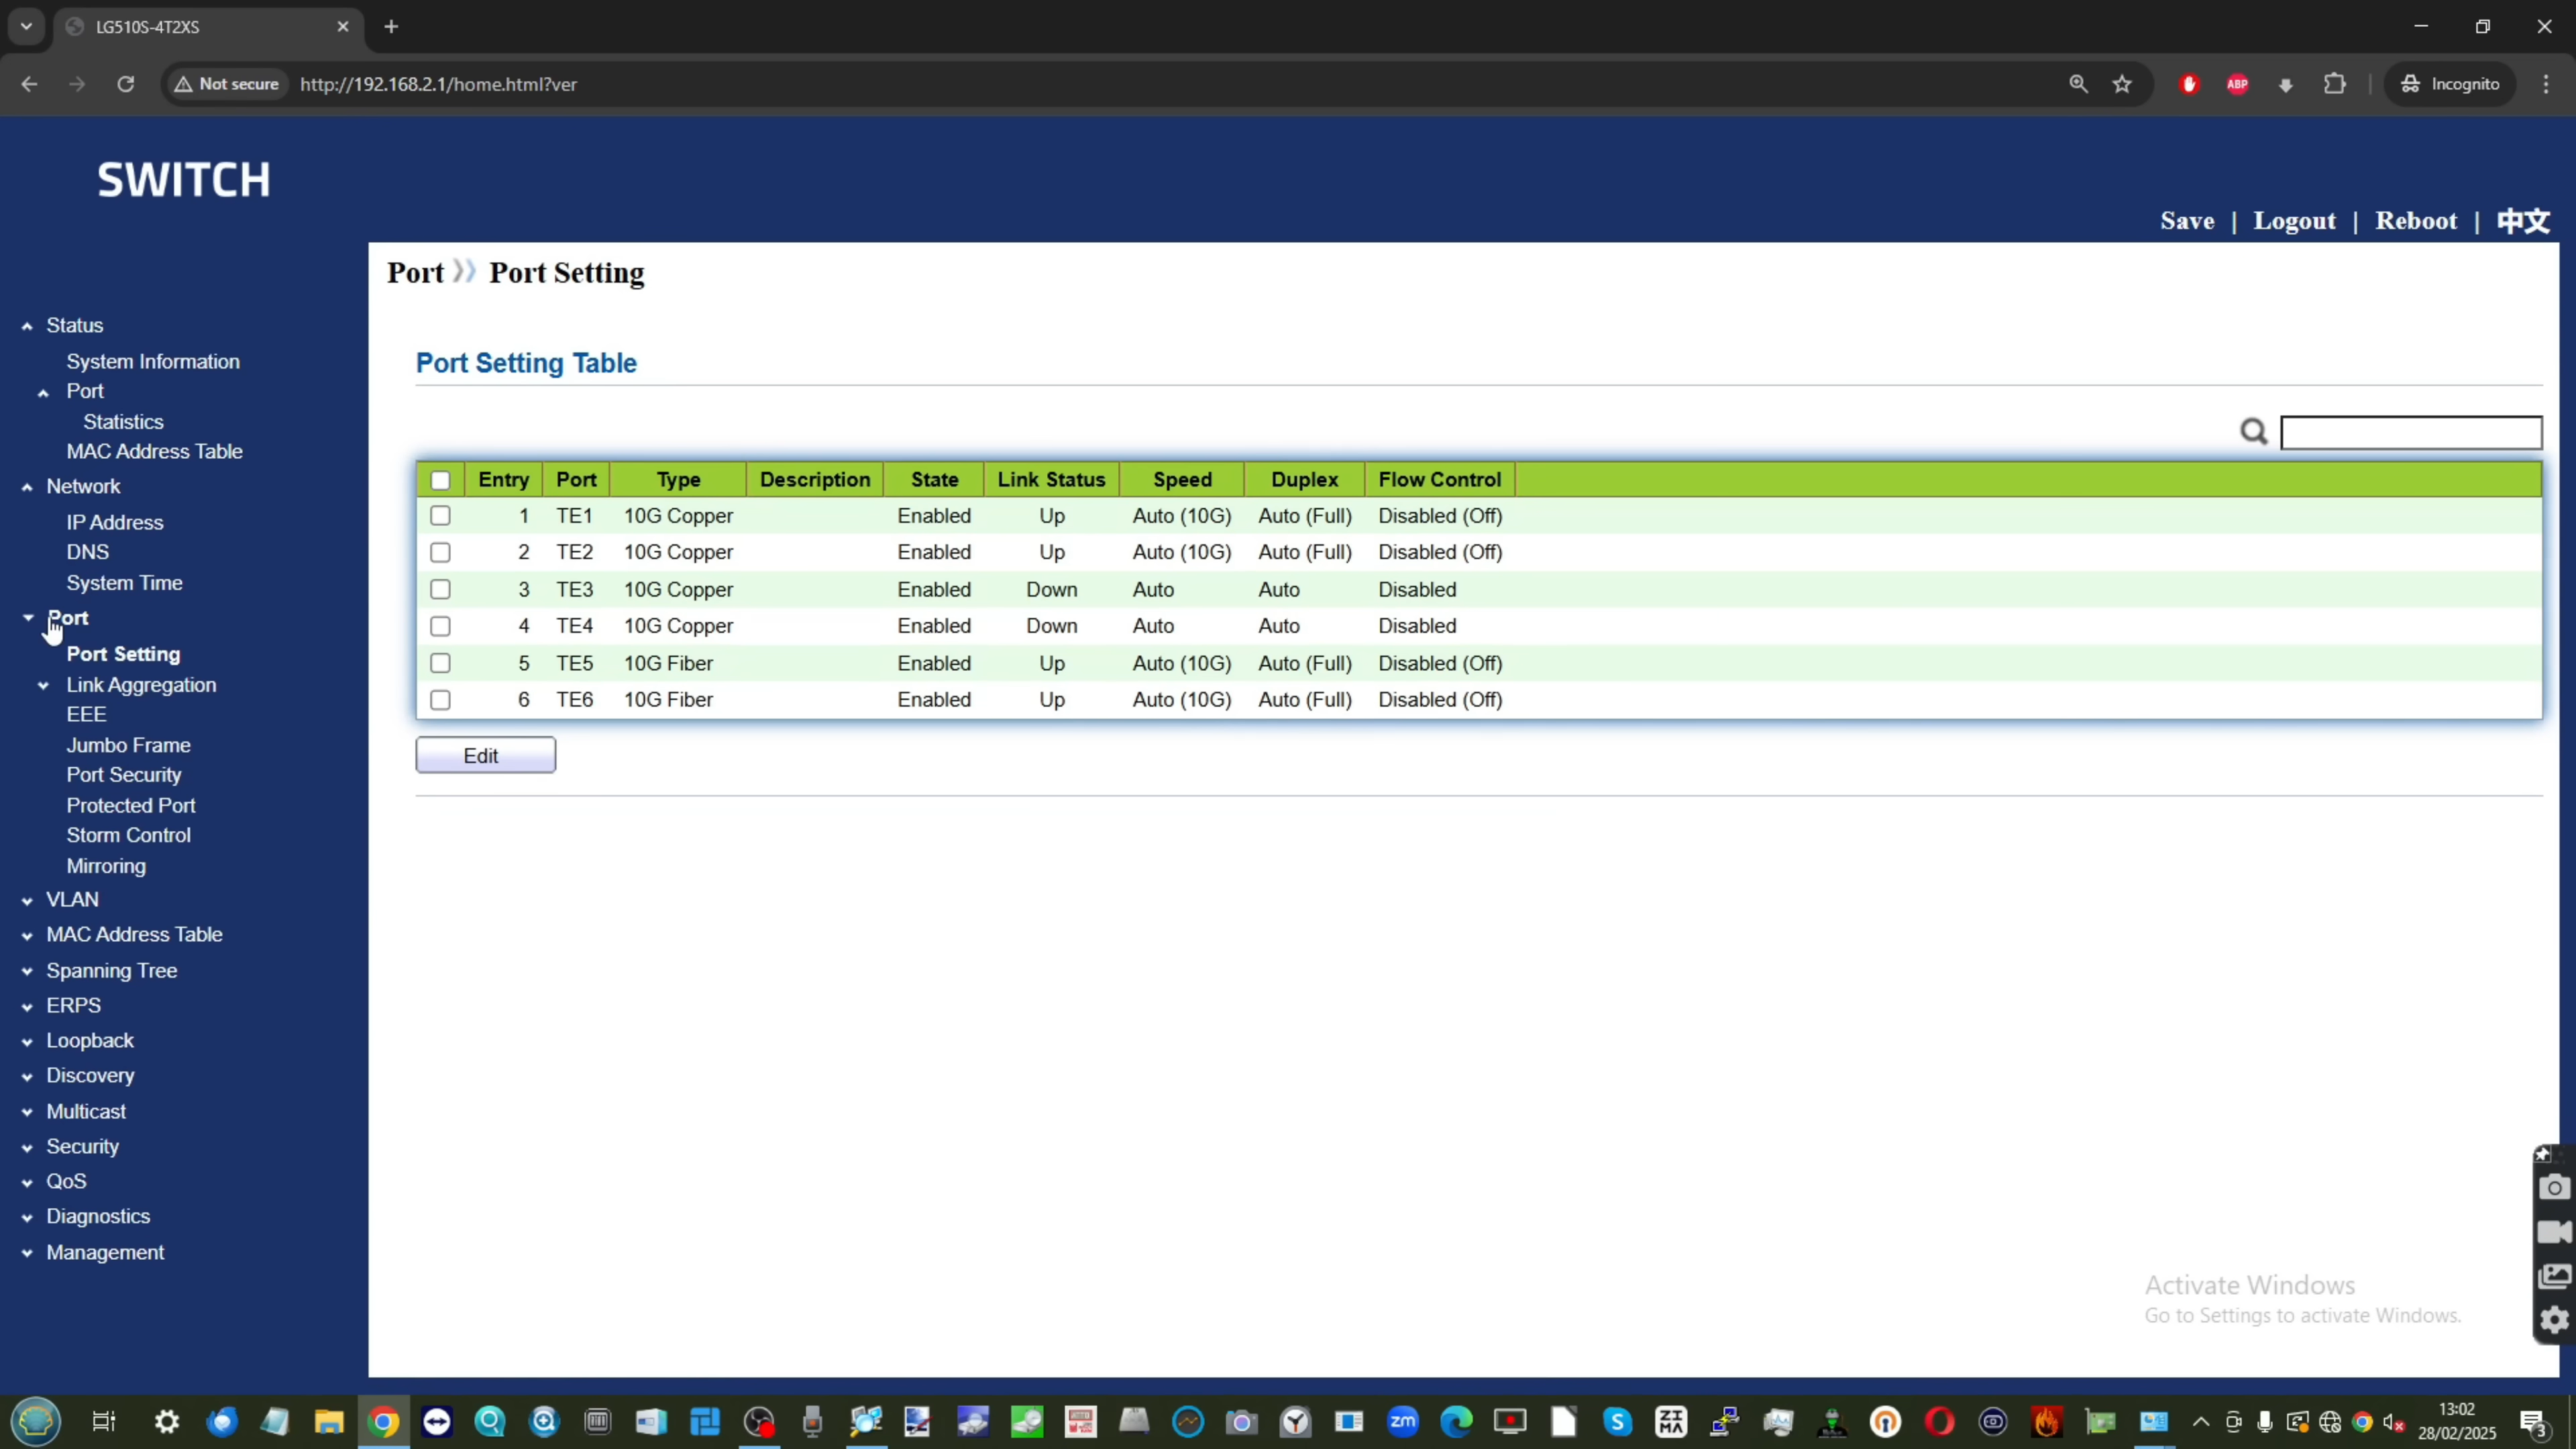 LG510S-4T2XS
Not secure http://192.168.2.1/home.html?ver
ABP
Incognito
SWITCH
Save | Logout | Reboot | 中文
Port Port Setting
Status
System Information
Port
Statistics
MAC Address Table
Network
IP Address
DNS
System Time
Port
Port Setting
Link Aggregation
EEE
Jumbo Frame
Port Security
Protected Port
Storm Control
Mirroring
VLAN
MAC Address Table
Spanning Tree
ERPS
Loopback
Discovery
Multicast
Security
QoS
Diagnostics
Management
Port Setting Table
Entry Port Type Description State Link Status Speed Duplex Flow Control
1 TE1 10G Copper Enabled Up Auto (10G) Auto (Full) Disabled (Off)
2 TE2 10G Copper Enabled Up Auto (10G) Auto (Full) Disabled (Off)
3 TE3 10G Copper Enabled Down Auto Auto Disabled
4 TE4 10G Copper Enabled Down Auto Auto Disabled
5 TE5 10G Fiber Enabled Up Auto (10G) Auto (Full) Disabled (Off)
6 TE6 10G Fiber Enabled Up Auto (10G) Auto (Full) Disabled (Off)
Edit
Activate Windows
Go to Settings to activate Windows.
zm
ZI
MA
13:02
28/02/2025
3